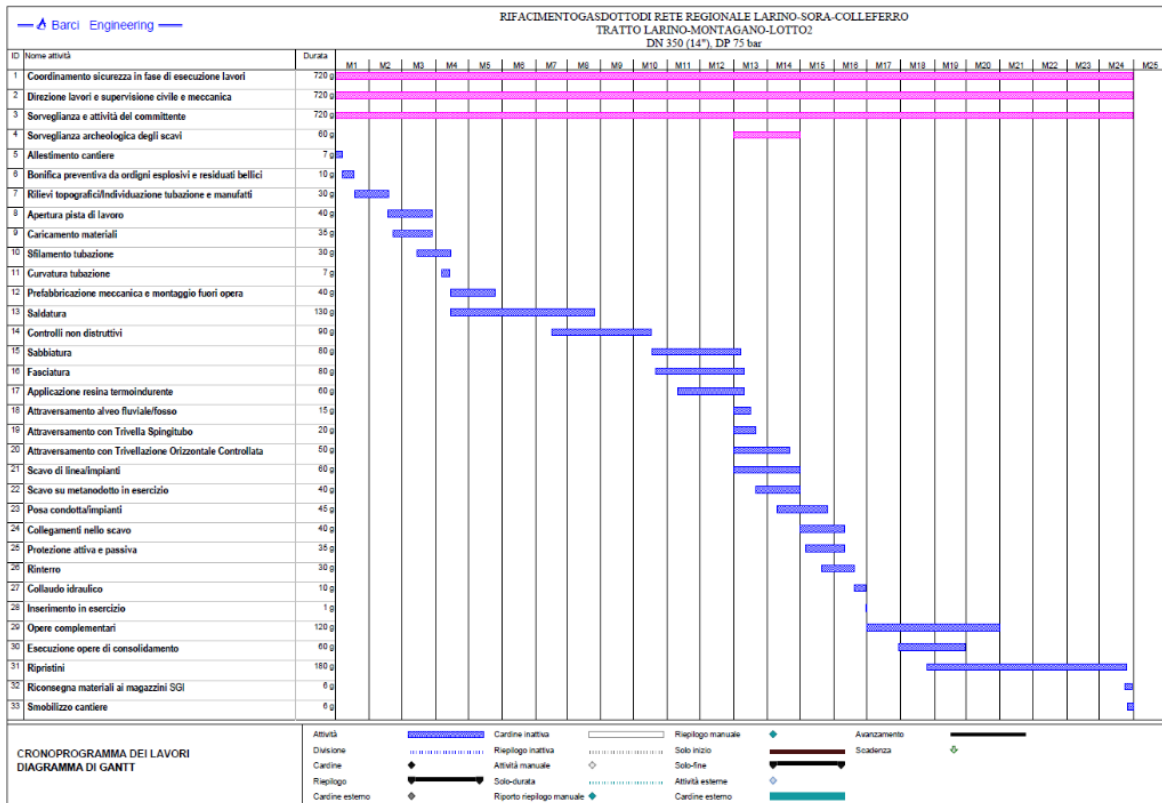 Barci Engineering
RIFACIMENTOGASDOTTODI RETE REGIONALE LARINO-SORA-COLLEFERRO
TRATTO LARINO-MONTAGANO-LOTTO2
DN 350 (14"), DP 75 bar
ID Nome attività Durata M1 M2 M3 M4 M5 M6 M7 M8 M9 M10 M11 M12 M13 M14 M15 M16 M17 M18 M19 M20 M21 M22 M23 M24 M25
1 Coordinamento sicurezza in fase di esecuzione lavori 720 g
2 Direzione lavori e supervisione civile e meccanica 720 g
3 Sorveglianza e attività del committente 720 g
4 Sorveglianza archeologica degli scavi 60 g
5 Allestimento cantiere 7 g
6 Bonifica preventiva da ordigni esplosivi e residuati bellici 10 g
7 Rilievi topografici/Individuazione tubazione e manufatti 30 g
8 Apertura pista di lavoro 40 g
9 Caricamento materiali 35 g
10 Sfilamento tubazione 30 g
11 Curvatura tubazione 7 g
12 Prefabbricazione meccanica e montaggio fuori opera 40 g
13 Saldatura 130 g
14 Controlli non distruttivi 90 g
15 Sabbiatura 80 g
16 Fasciatura 80 g
17 Applicazione resina termoindurente 60 g
18 Attraversamento alveo fluviale/fosso 15 g
19 Attraversamento con Trivella Spingitubo 20 g
20 Attraversamento con Trivellazione Orizzontale Controllata 50 g
21 Scavo di linea/impianti 60 g
22 Scavo su metanodotto in esercizio 40 g
23 Posa condotta/impianti 45 g
24 Collegamenti nello scavo 40 g
25 Protezione attiva e passiva 35 g
26 Rinterro 30 g
27 Collaudo idraulico 10 g
28 Inserimento in esercizio 1 g
29 Opere complementari 120 g
30 Esecuzione opere di consolidamento 60 g
31 Ripristini 180 g
32 Riconsegna materiali ai magazzini SGI 6 g
33 Smobilizzo cantiere 6 g
CRONOPROGRAMMA DEI LAVORI
DIAGRAMMA DI GANTT
Attività Cardine inattiva Riepilogo manuale Avanzamento
Divisione Riepilogo inattiva Solo inizio Scadenza
Cardine Attività manuale Solo-fine
Riepilogo Solo-durata Attività esterne
Cardine esterno Riporto riepilogo manuale Cardine esterno